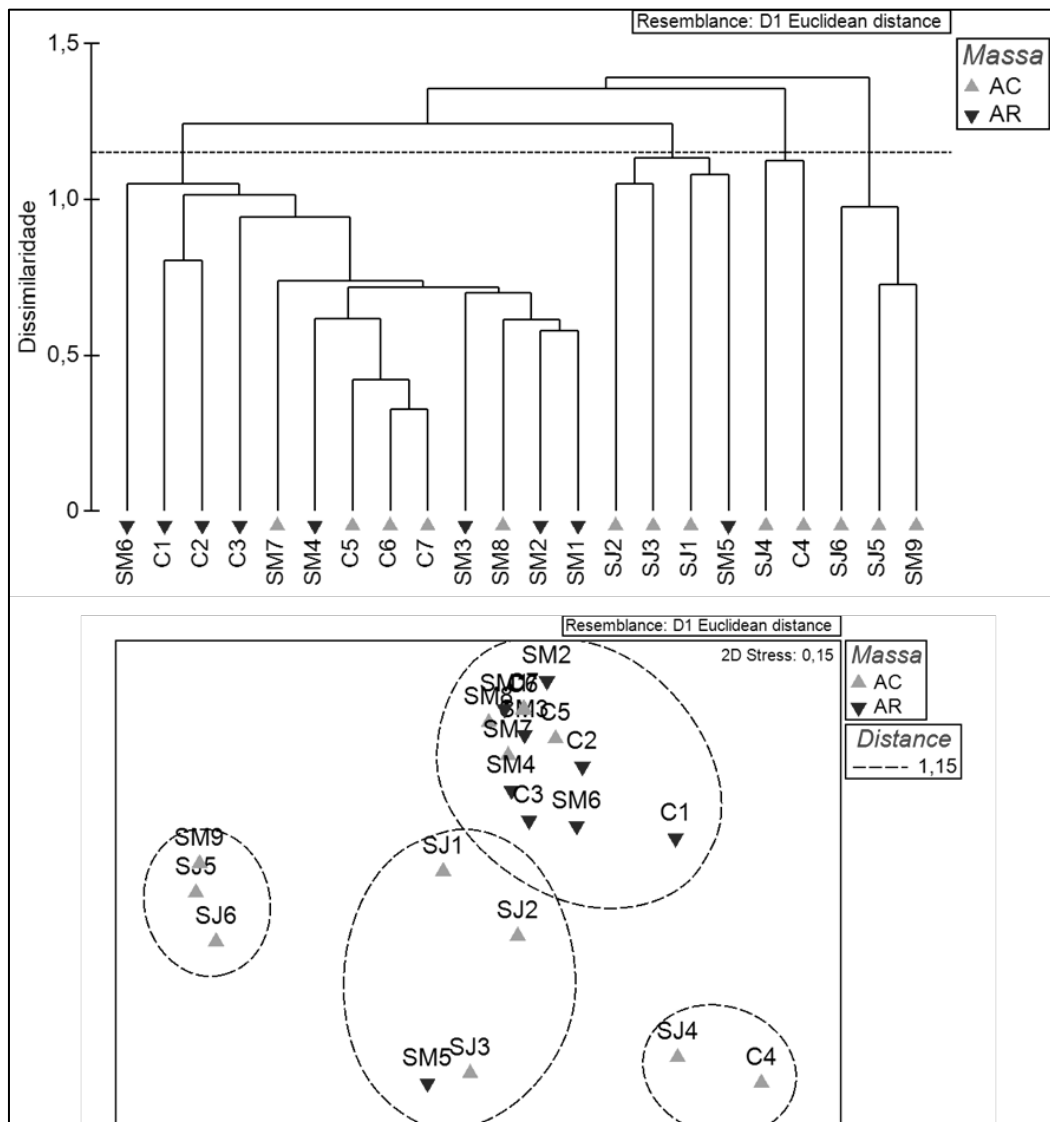 Resemblance: D1 Euclidean distance
1,5
1,0
0,5
0
Dissimilaridade
Massa
AC
AR
SM6 C1 C2 C3 SM7 SM4 C5 C6 C7 SM3 SM8 SM2 SM1 SJ2 SJ3 SJ1 SM5 SJ4 C4 SJ6 SJ5 SM9
Resemblance: D1 Euclidean distance
2D Stress: 0,15
Massa
AC
AR
Distance
1,15
SM2
SM8
SM3
C5
SM7
C2
SM4
C3 SM6 C1
SM9
SJ5
SJ6
SJ1
SJ2
SM5 SJ3
SJ4
C4